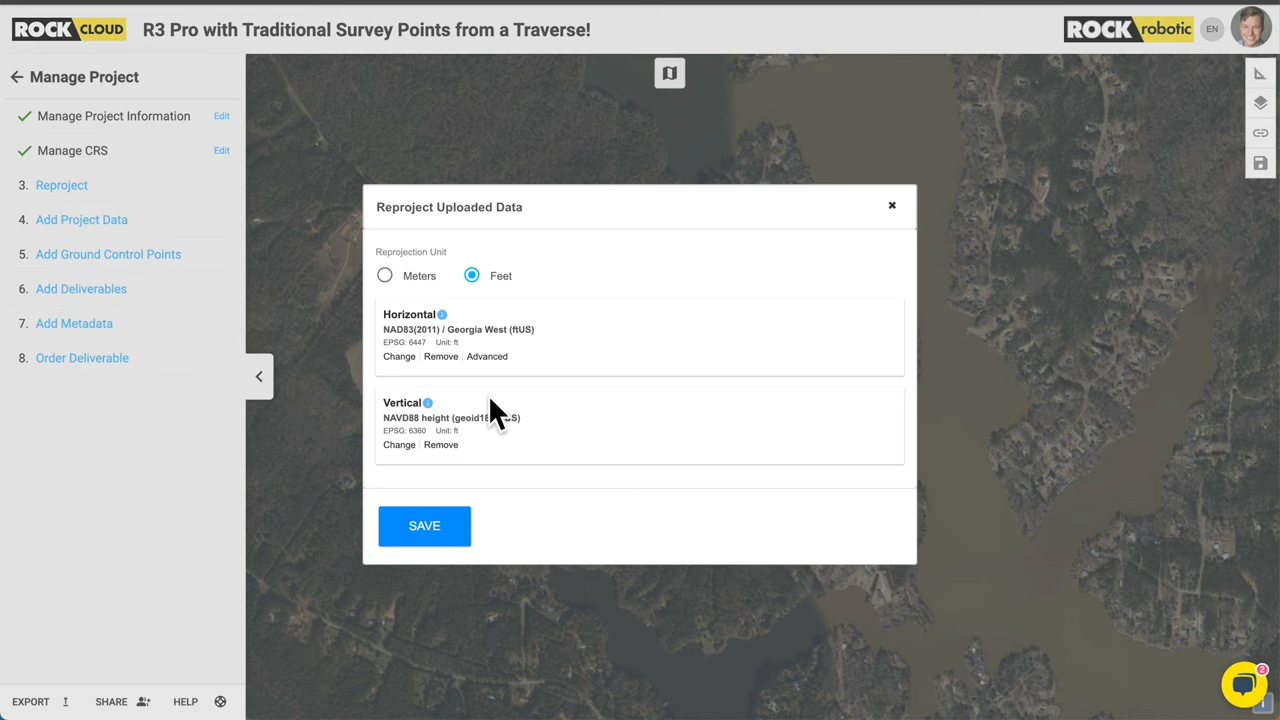 ROCK CLOUD R3 Pro with Traditional Survey Points from a Traverse! ROCK robotic EN
Manage Project
Manage Project Information Edit
Manage CRS Edit
3. Reproject
4. Add Project Data
5. Add Ground Control Points
6. Add Deliverables
7. Add Metadata
8. Order Deliverable
Reproject Uploaded Data
Reprojection Unit
Meters Feet
Horizontal
NAD83(2011) / Georgia West (ftUS)
EPSG: 6447 Unit: ft
Change Remove Advanced
Vertical
NAVD88 height
EPSG: 6360 Unit: ft
Change Remove
SAVE
EXPORT SHARE HELP
2